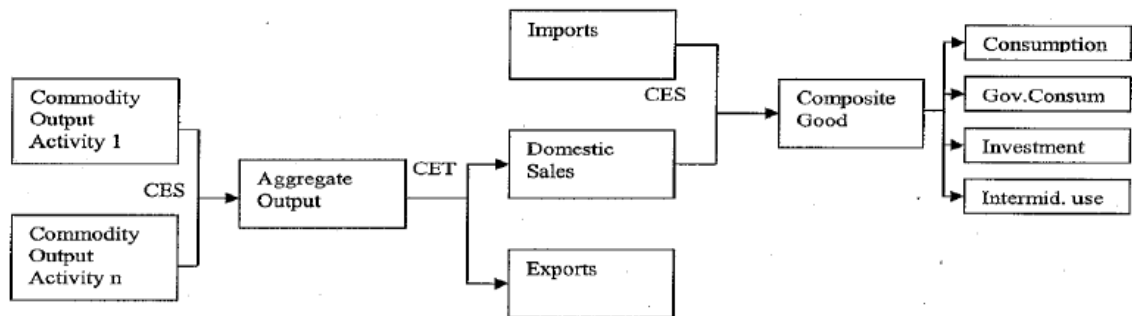 Commodity
Output
Activity 1
CES
Commodity
Output
Activity n
Aggregate
Output
CET
Imports
Domestic
Sales
Exports
CES
Composite
Good
Consumption
Gov.Consum
Investment
Intermid. use